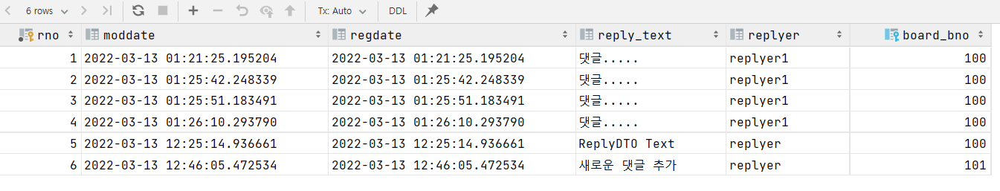 6 rows Tx: Auto DDL
rno moddate regdate reply_text replyer board_bno
1 2022-03-13 01:21:25.195204 2022-03-13 01:21:25.195204 댓글..... replyer1 100
2 2022-03-13 01:25:42.248339 2022-03-13 01:25:42.248339 댓글..... replyer1 100
3 2022-03-13 01:25:51.183491 2022-03-13 01:25:51.183491 댓글..... replyer1 100
4 2022-03-13 01:26:10.293790 2022-03-13 01:26:10.293790 댓글..... replyer1 100
5 2022-03-13 12:25:14.936661 2022-03-13 12:25:14.936661 ReplyDTO Text replyer 100
6 2022-03-13 12:46:05.472534 2022-03-13 12:46:05.472534 새로운 댓글 추가 replyer 101